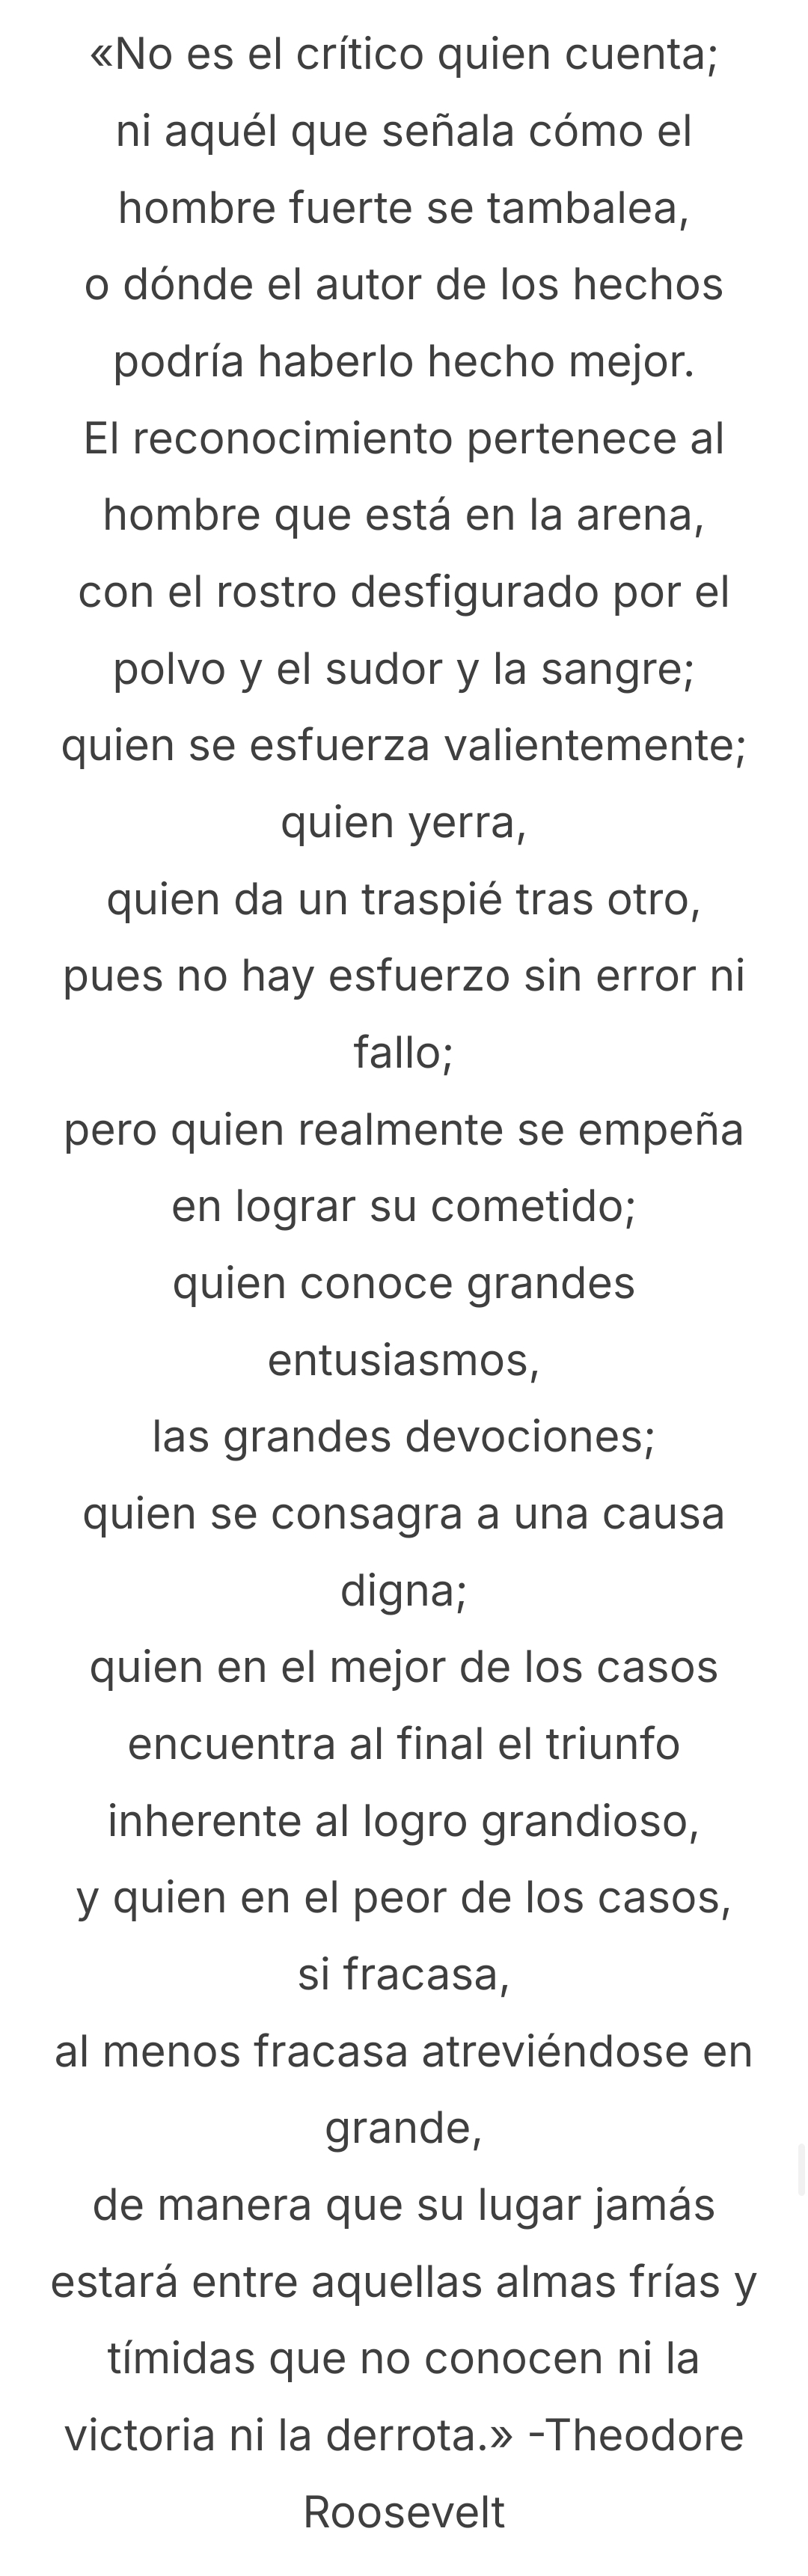 «No es el crítico quien cuenta;
ni aquél que señala cómo el
hombre fuerte se tambalea,
o dónde el autor de los hechos
podría haberlo hecho mejor.
El reconocimiento pertenece al
hombre que está en la arena,
con el rostro desfigurado por el
polvo y el sudor y la sangre;
quien se esfuerza valientemente;
quien yerra,
quien da un traspié tras otro,
pues no hay esfuerzo sin error ni
fallo;
pero quien realmente se empeña
en lograr su cometido;
quien conoce grandes
entusiasmos,
las grandes devociones;
quien se consagra a una causa
digna;
quien en el mejor de los casos
encuentra al final el triunfo
inherente al logro grandioso,
y quien en el peor de los casos,
si fracasa,
al menos fracasa atreviéndose en
grande,
de manera que su lugar jamás
estará entre aquellas almas frías y
tímidas que no conocen ni la
victoria ni la derrota.» -Theodore
Roosevelt